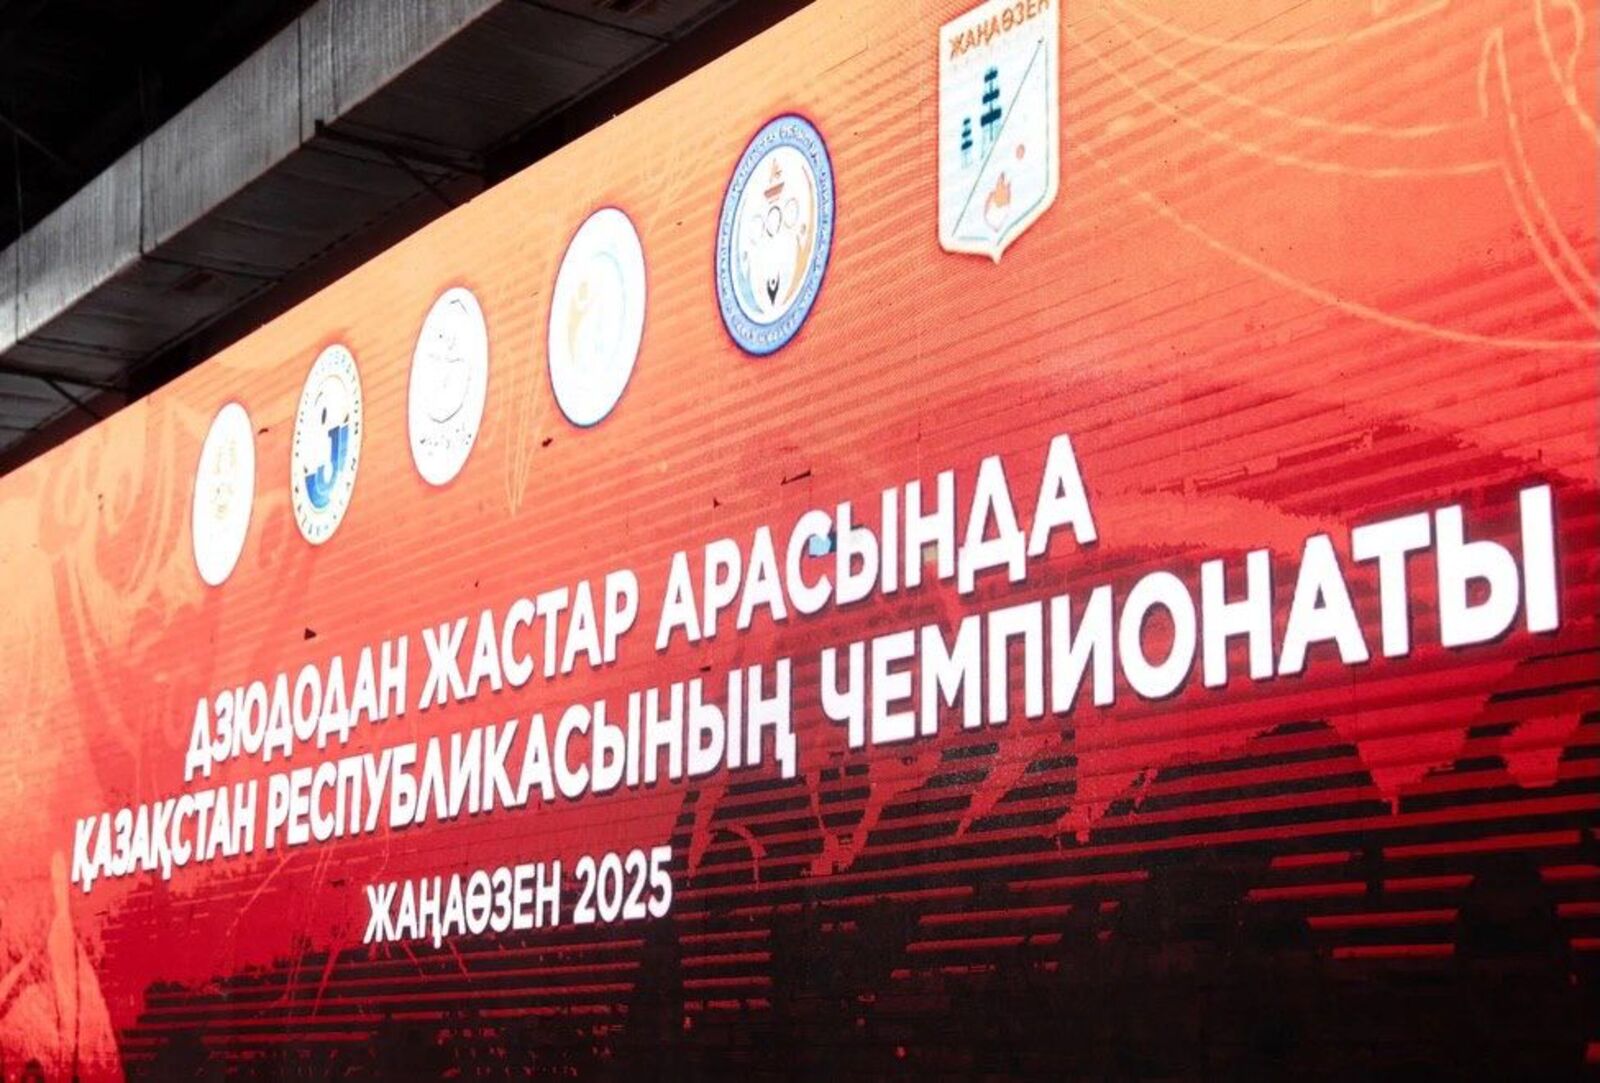 ЖАҢАӨЗЕН
ДЗЮДОДАН ЖАСТАР АРАСЫНДА
ҚАЗАҚСТАН РЕСПУБЛИКАСЫНЫҢ ЧЕМПИОНАТЫ
ЖАҢАӨЗЕН 2025